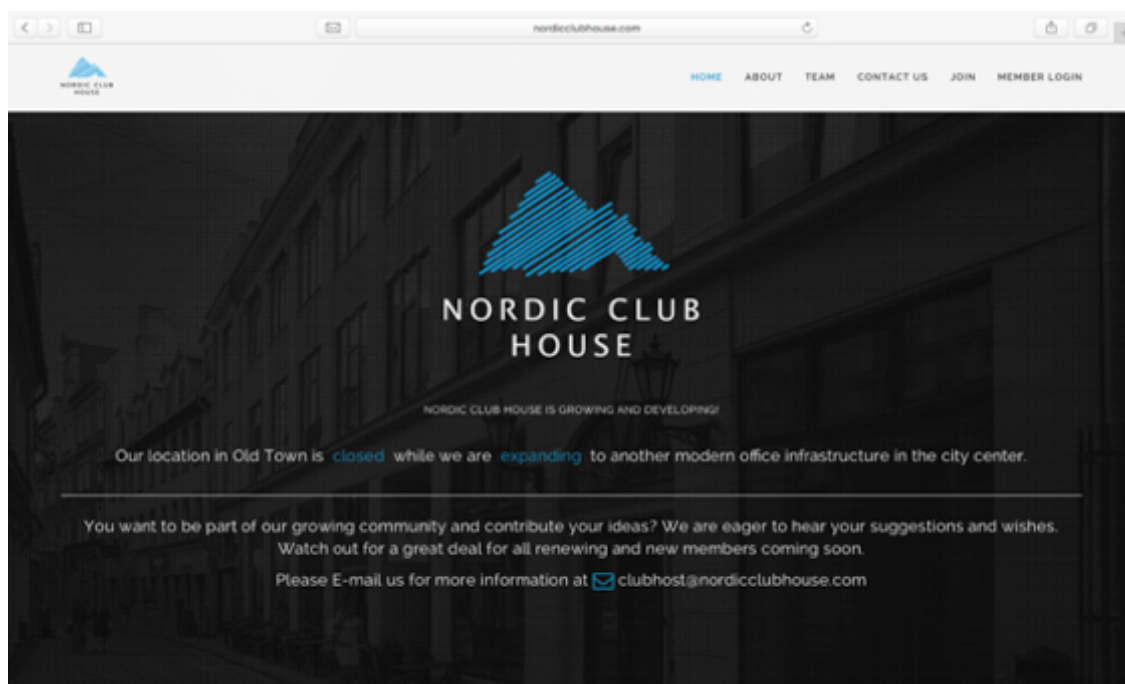 nordicclubhouse.com
NORDIC CLUB
HOUSE
HOME ABOUT TEAM CONTACT US JOIN MEMBER LOGIN
NORDIC CLUB
HOUSE
NORDIC CLUB HOUSE IS GROWING AND DEVELOPING!
Our location in Old Town is closed while we are expanding to another modern office infrastructure in the city center.
You want to be part of our growing community and contribute your ideas? We are eager to hear your suggestions and wishes.
Watch out for a great deal for all renewing and new members coming soon.
Please E-mail us for more information at clubhost@nordicclubhouse.com